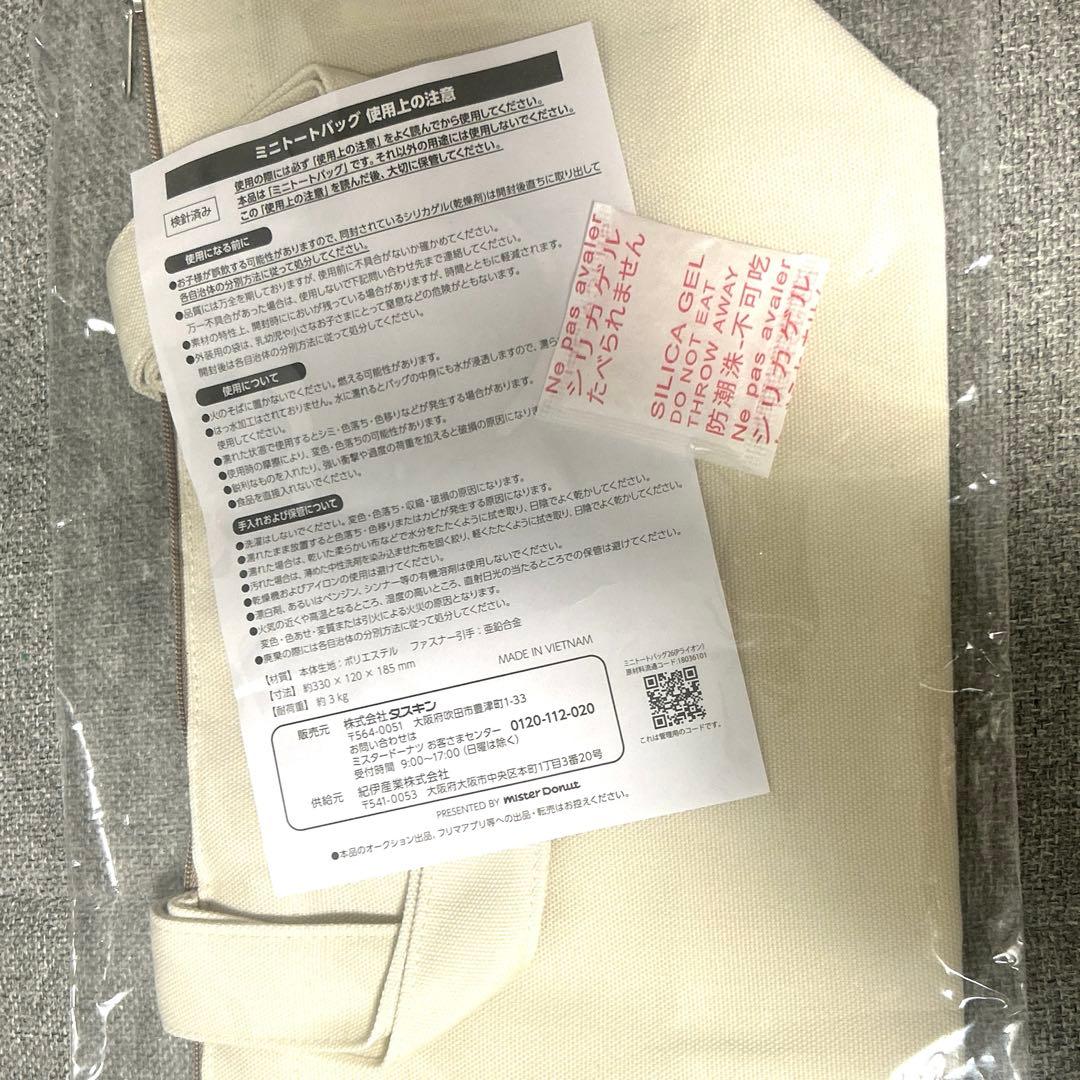 ミニトートバッグ 使用上の注意
検針済み
使用の際には必ず「使用上の注意」をよく読んでから使用してください。
本品は「ミニトートバッグ」です。それ以外の用途には使用しないでください。
この「使用上の注意」を読んだ後、大切に保管してください。
使用になる前に
●お子様が誤飲する可能性がありますので、同封されているシリカゲル(乾燥剤)は開封後直ちに取り出して
各自治体の分別方法に従って処分してください。
●品質には万全を期しておりますが、使用前に不具合がないか確かめてください。
万一不具合があった場合は、使用しないで下記問い合わせ先まで連絡してください。
●素材の特性上、開封時ににおいが残っている場合がありますが、時間とともに軽減されます。
●外装用の袋は、乳幼児や小さなお子さまにとって窒息などの危険がともないます。
開封後は各自治体の分別方法に従って処分してください。
使用について
●火のそばに置かないでください。燃える可能性があります。
●はっ水加工はされておりません。水に濡れるとバッグの中身にも水が浸透しますので、濡ら
使用してください。
●濡れた状態で使用するとシミ・色落ち・色移りなどが発生する場合があります。
●使用時の摩擦により、変色・色落ちの可能性があります。
●鋭利なものを入れたり、強い衝撃や過度の荷重を加えると破損の原因になり
●食品を直接入れないでください。
手入れおよび保管について
●洗濯はしないでください。変色・色落ち・収縮・破損の原因になります。
●濡れたまま放置すると色落ち・色移りまたはカビが発生する原因になります。
●濡れた場合は、乾いた柔らかい布などで水分をたたくように拭き取り、日陰でよく乾かしてください。
●汚れた場合は、薄めた中性洗剤を染み込ませた布を固く絞り、軽くたたくように拭き取り、日陰でよく乾かしてください。
●乾燥機およびアイロンの使用は避けてください。
●漂白剤、あるいはベンジン、シンナー等の有機溶剤は使用しないでください。
●火気の近くや高温となるところ、湿度の高いところ、直射日光の当たるところでの保管は避けてください。
変色・色あせ・変質または引火による火災の原因となります。
●廃棄の際には各自治体の分別方法に従って処分してください。
【材質】 本体生地：ポリエステル ファスナー引手：亜鉛合金
【寸法】 約330 × 120 × 185 mm
【耐荷重】 約 3 kg
MADE IN VIETNAM
販売元 株式会社ダスキン
〒564-0051 大阪府吹田市豊津町1-33
お問い合わせは
ミスタードーナツ お客さまセンター 0120-112-020
受付時間 9:00～17:00 (日曜は除く)
供給元 紀伊産業株式会社
〒541-0053 大阪府大阪市中央区本町1丁目3番20号
PRESENTED BY mister Donut
●本品のオークション出品、フリマアプリ等への出品・転売はお控えください。
ミニトートバッグ26(Pライオン)
原材料流通コード:18036101
これは管理用のコードです。
Ne pas avaler
シリカゲル
たべられません
SILICA GEL
DO NOT EAT
THROW AWAY
防潮洙·不可吃
Ne pas avaler
シリカゲル